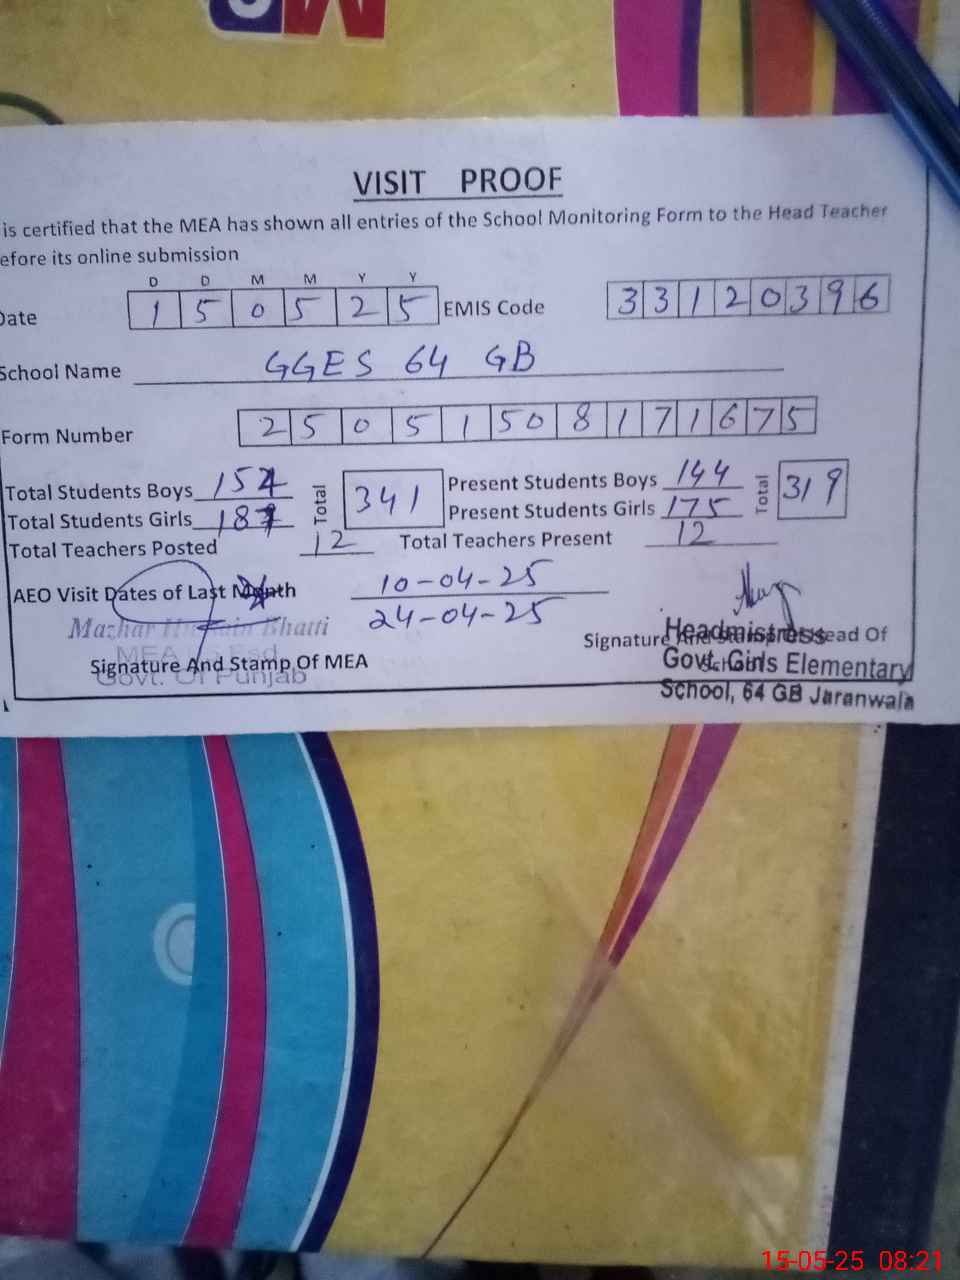 VISIT PROOF
is certified that the MEA has shown all entries of the School Monitoring Form to the Head Teacher
efore its online submission
D D M M Y Y
Date 1 5 0 5 2 5 EMIS Code 3 3 1 2 0 3 9 6
School Name GGES 64 GB
Form Number 2 5 0 5 1 5 0 8 1 7 1 6 7 5
Total Students Boys 154 Total 341 Present Students Boys 144 Total 319
Total Students Girls 187 Present Students Girls 175
Total Teachers Posted 12 Total Teachers Present 12
AEO Visit Dates of Last Month 10-04-25
24-04-25
Mazhar Hussain Bhatti
MEA
Signature And Stamp Of MEA
Govt. Of Punjab
Signature And Stamp Head Of
Headmistress
Govt. Girls Elementary
School, 64 GB Jaranwala
15-05-25 08:21